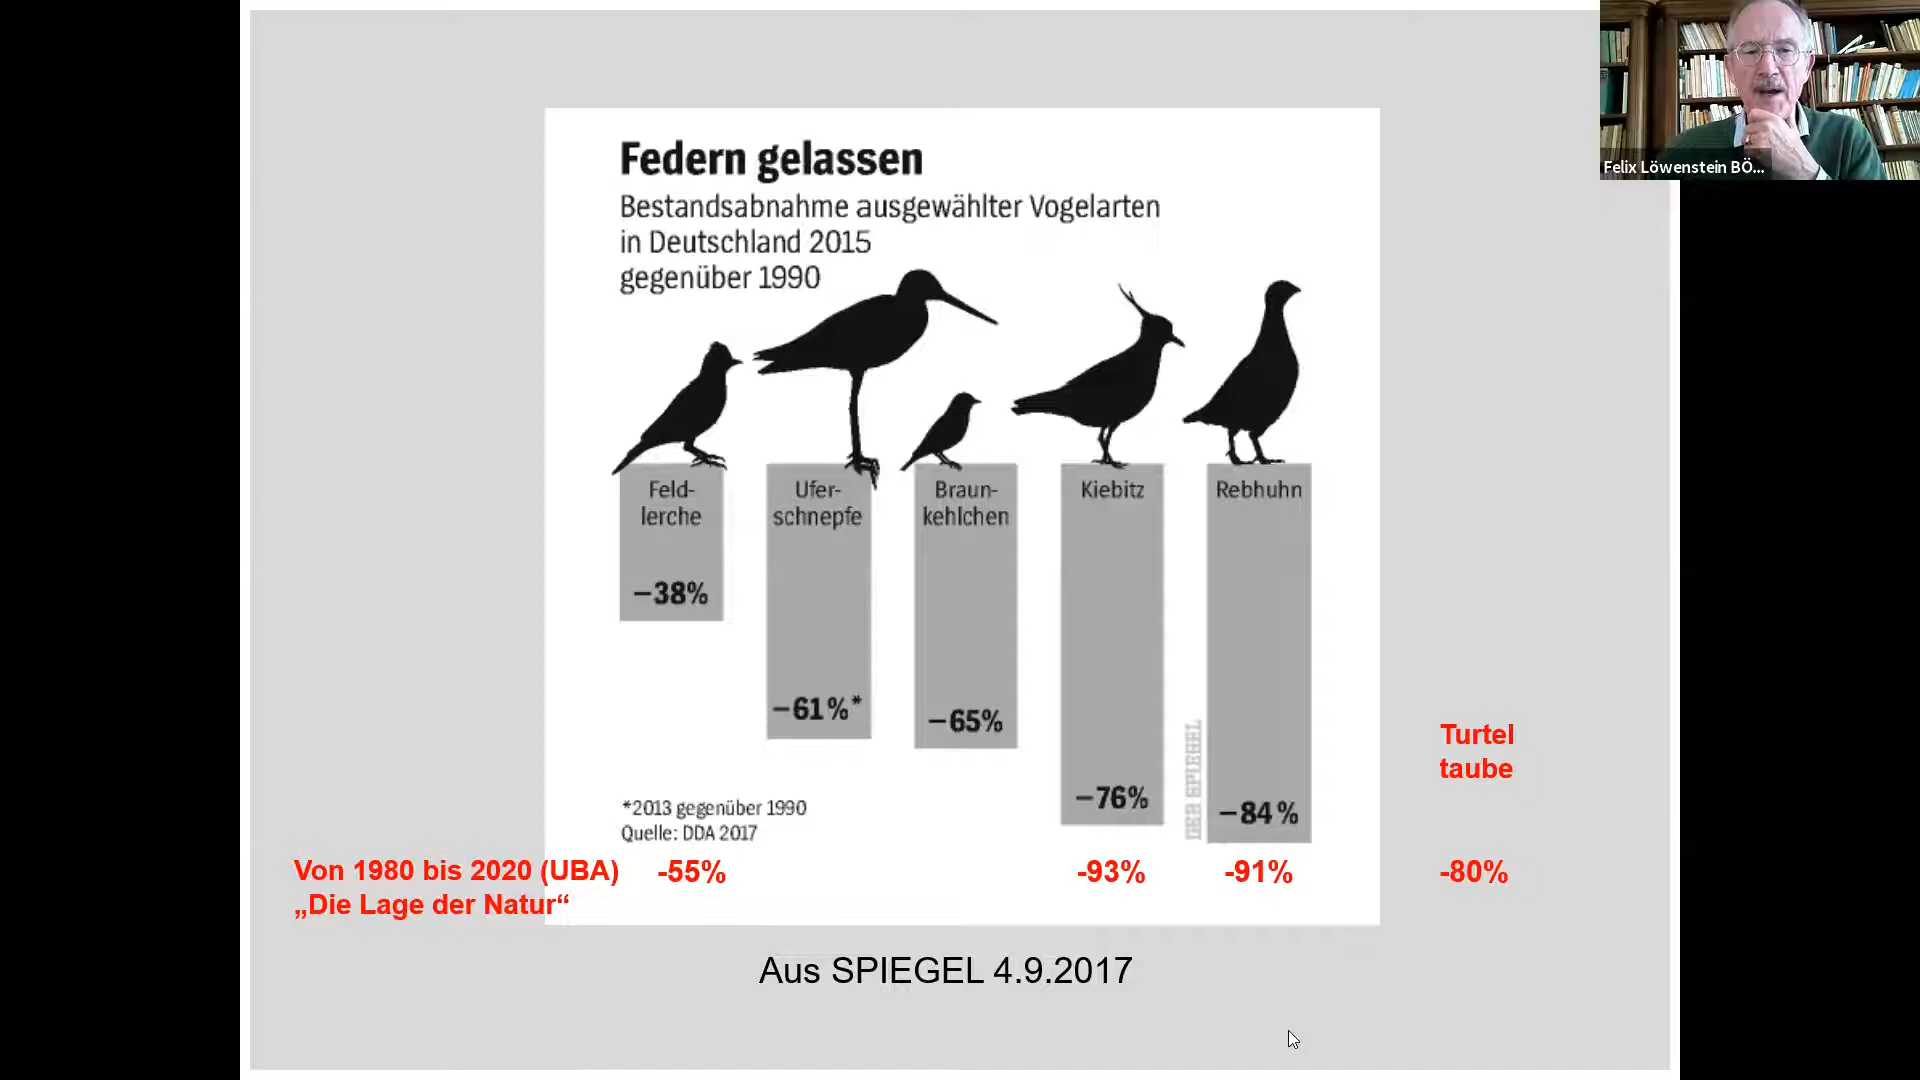 Felix Löwenstein BÖ...
Federn gelassen
Bestandsabnahme ausgewählter Vogelarten
in Deutschland 2015
gegenüber 1990
Feld-
lerche
−38%
Ufer-
schnepfe
−61%*
Braun-
kehlchen
−65%
Kiebitz
−76%
Rebhuhn
−84%
DER SPIEGEL
Turtel
taube
*2013 gegenüber 1990
Quelle: DDA 2017
Von 1980 bis 2020 (UBA) -55% -93% -91% -80%
„Die Lage der Natur“
Aus SPIEGEL 4.9.2017